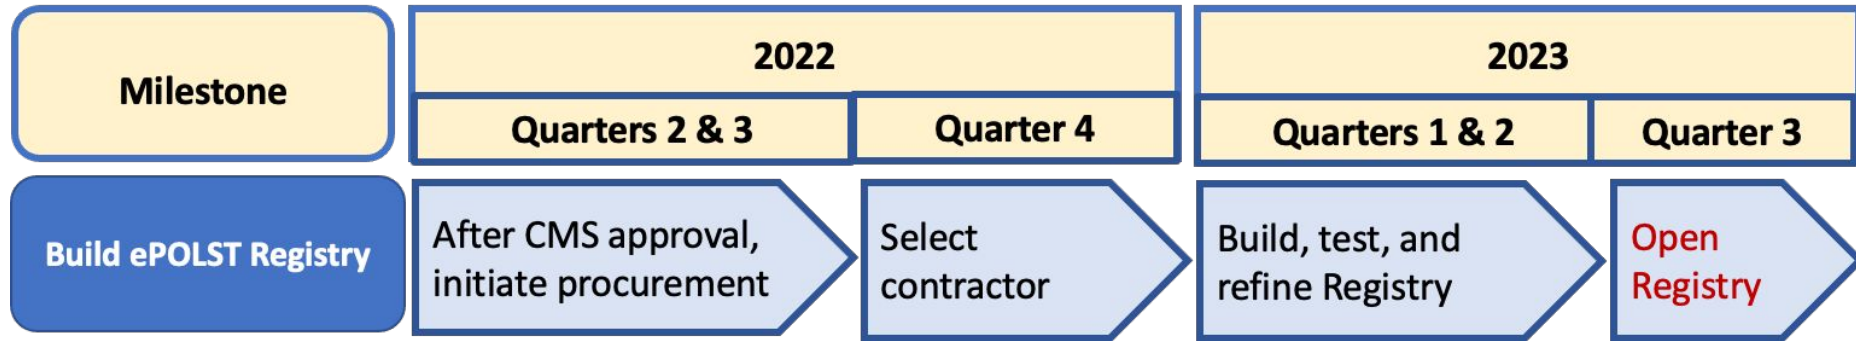 Milestone
2022
2023
Quarters 2 & 3
Quarter 4
Quarters 1 & 2
Quarter 3
Build ePOLST Registry
After CMS approval,
initiate procurement
Select
contractor
Build, test, and
refine Registry
Open
Registry